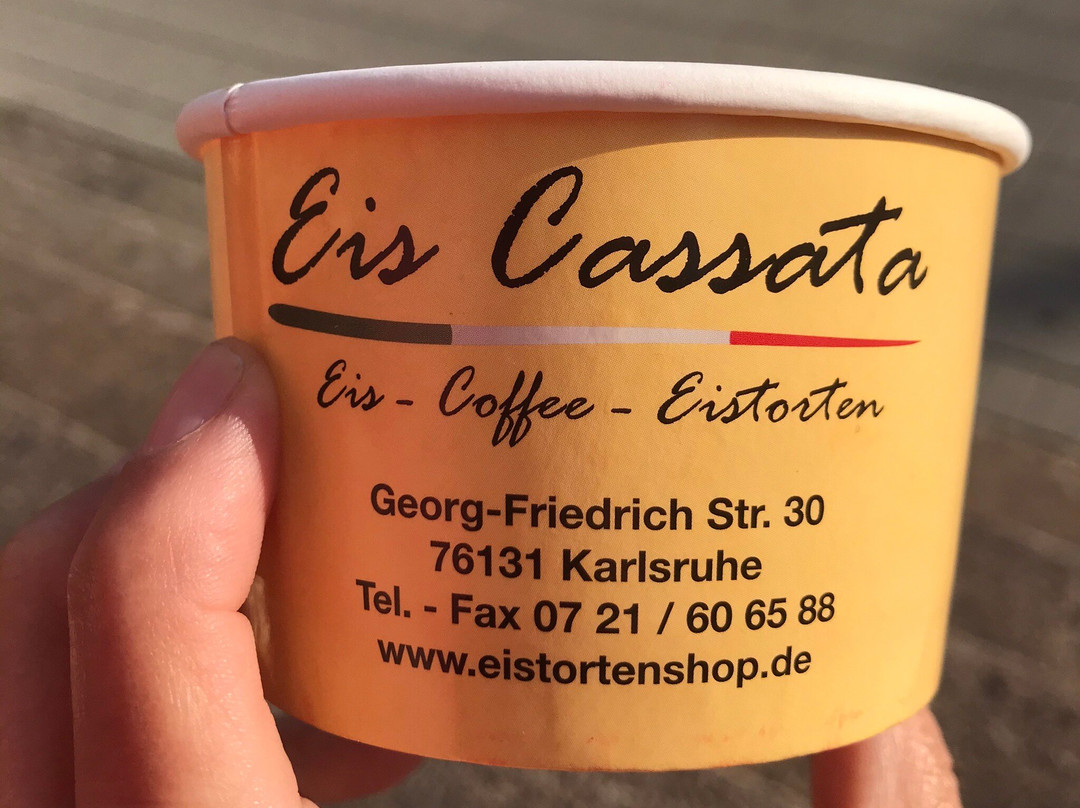 Eis Cassata
Eis - Coffee - Eistorten
Georg-Friedrich Str. 30
76131 Karlsruhe
Tel. - Fax 07 21 / 60 65 88
www.eistortenshop.de